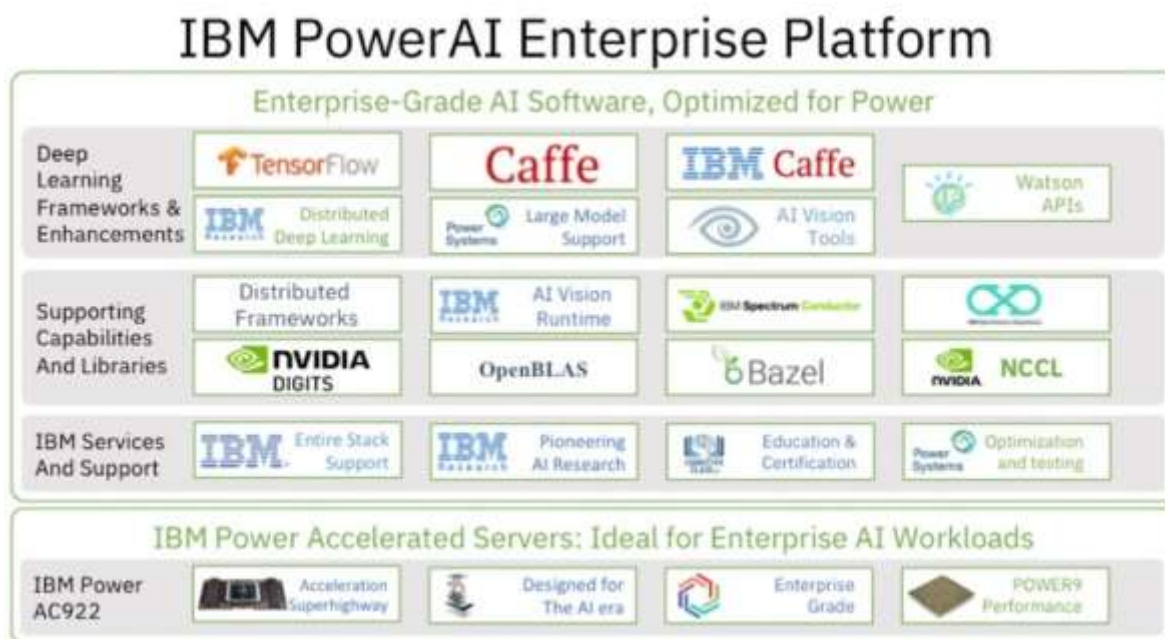 IBM PowerAI Enterprise Platform
Enterprise-Grade AI Software, Optimized for Power
Deep
Learning
Frameworks &
Enhancements
TensorFlow
Caffe
IBM Caffe
Watson
APIs
IBM
Research
Distributed
Deep Learning
Power
Systems
Large Model
Support
AI Vision
Tools
Supporting
Capabilities
And Libraries
Distributed
Frameworks
IBM
Research
AI Vision
Runtime
IBM Spectrum Conductor
NVIDIA
DIGITS
OpenBLAS
Bazel
NVIDIA
NCCL
IBM Services
And Support
IBM
Entire Stack
Support
IBM
Research
Pioneering
AI Research
Education &
Certification
Power
Systems
Optimization
and testing
IBM Power Accelerated Servers: Ideal for Enterprise AI Workloads
IBM Power
AC922
Acceleration
Superhighway
Designed for
The AI era
Enterprise
Grade
POWER9
Performance